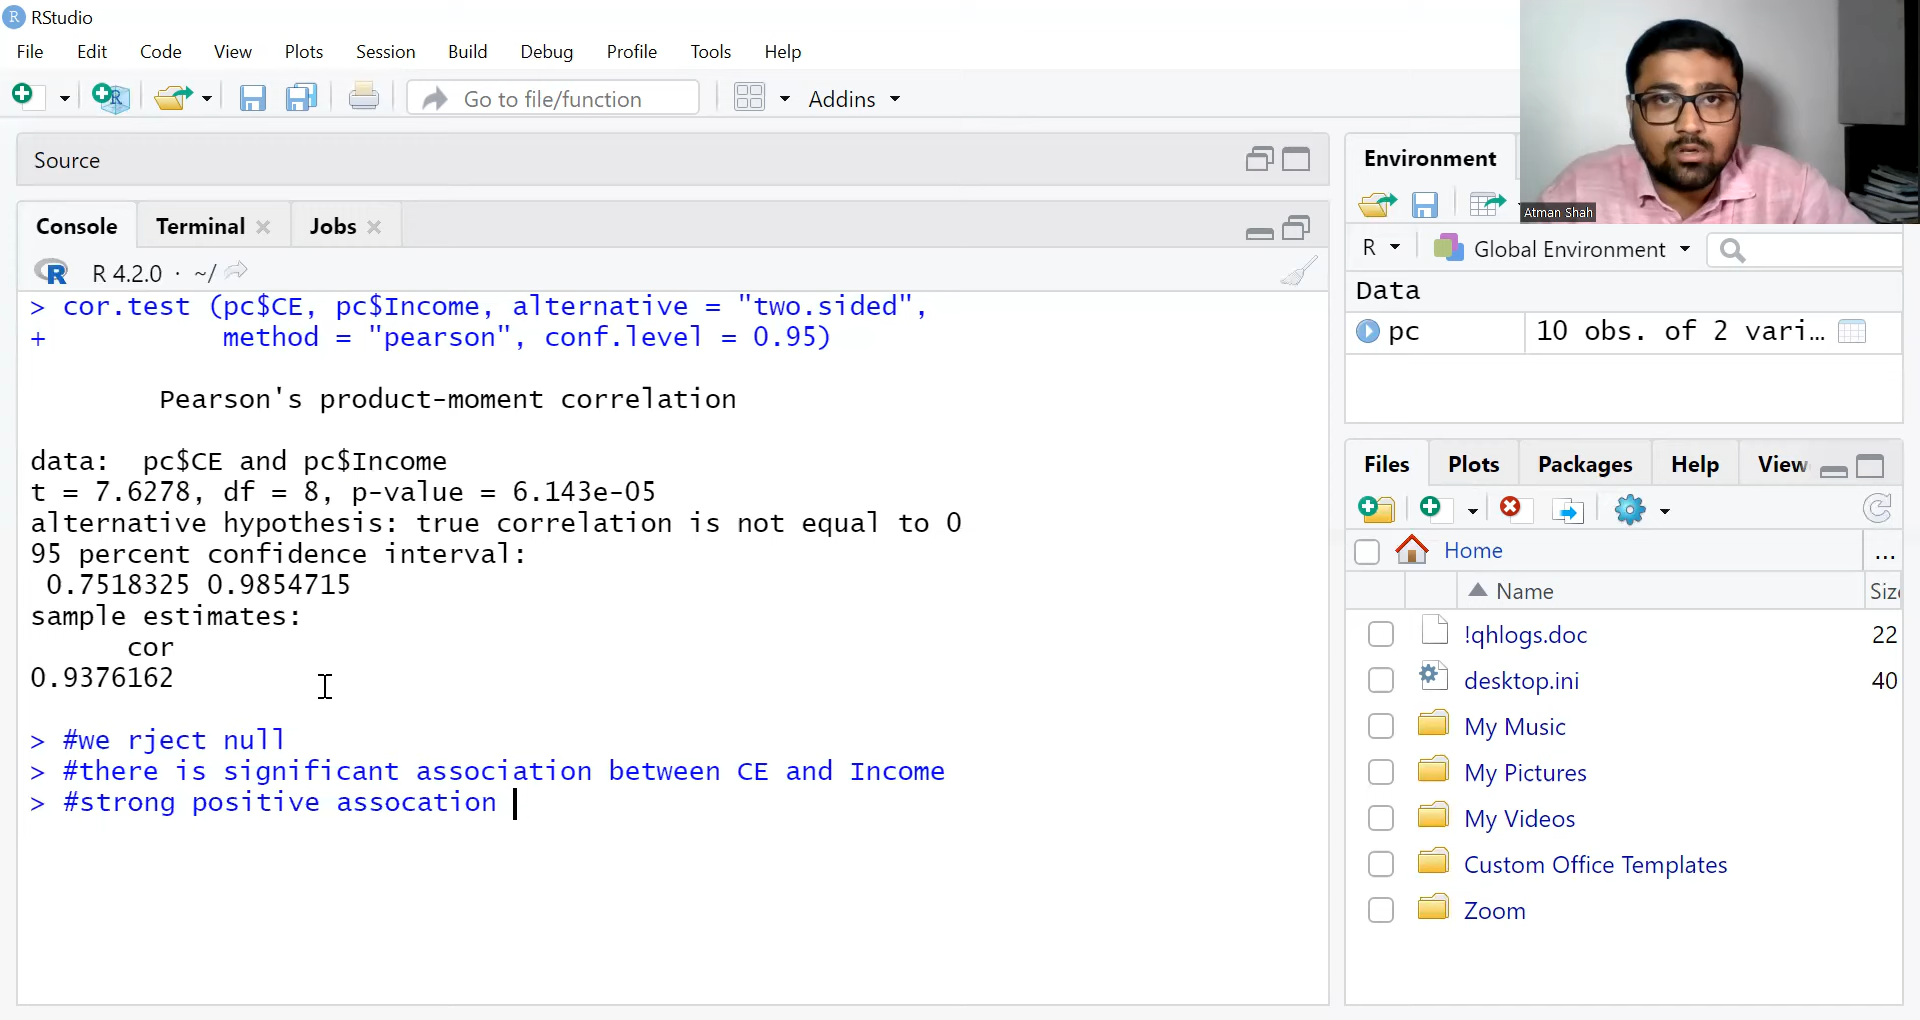 RStudio
File Edit Code View Plots Session Build Debug Profile Tools Help
Go to file/function Addins
Source
Console Terminal Jobs
R 4.2.0 · ~/
> cor.test (pc$CE, pc$Income, alternative = "two.sided",
+ method = "pearson", conf.level = 0.95)
Pearson's product-moment correlation
data: pc$CE and pc$Income
t = 7.6278, df = 8, p-value = 6.143e-05
alternative hypothesis: true correlation is not equal to 0
95 percent confidence interval:
0.7518325 0.9854715
sample estimates:
cor
0.9376162
> #we rject null
> #there is significant association between CE and Income
> #strong positive assocation
Environment
Atman Shah
R Global Environment
Data
pc 10 obs. of 2 vari…
Files Plots Packages Help View
Home ...
Name Siz
!qhlogs.doc 22
desktop.ini 40
My Music
My Pictures
My Videos
Custom Office Templates
Zoom